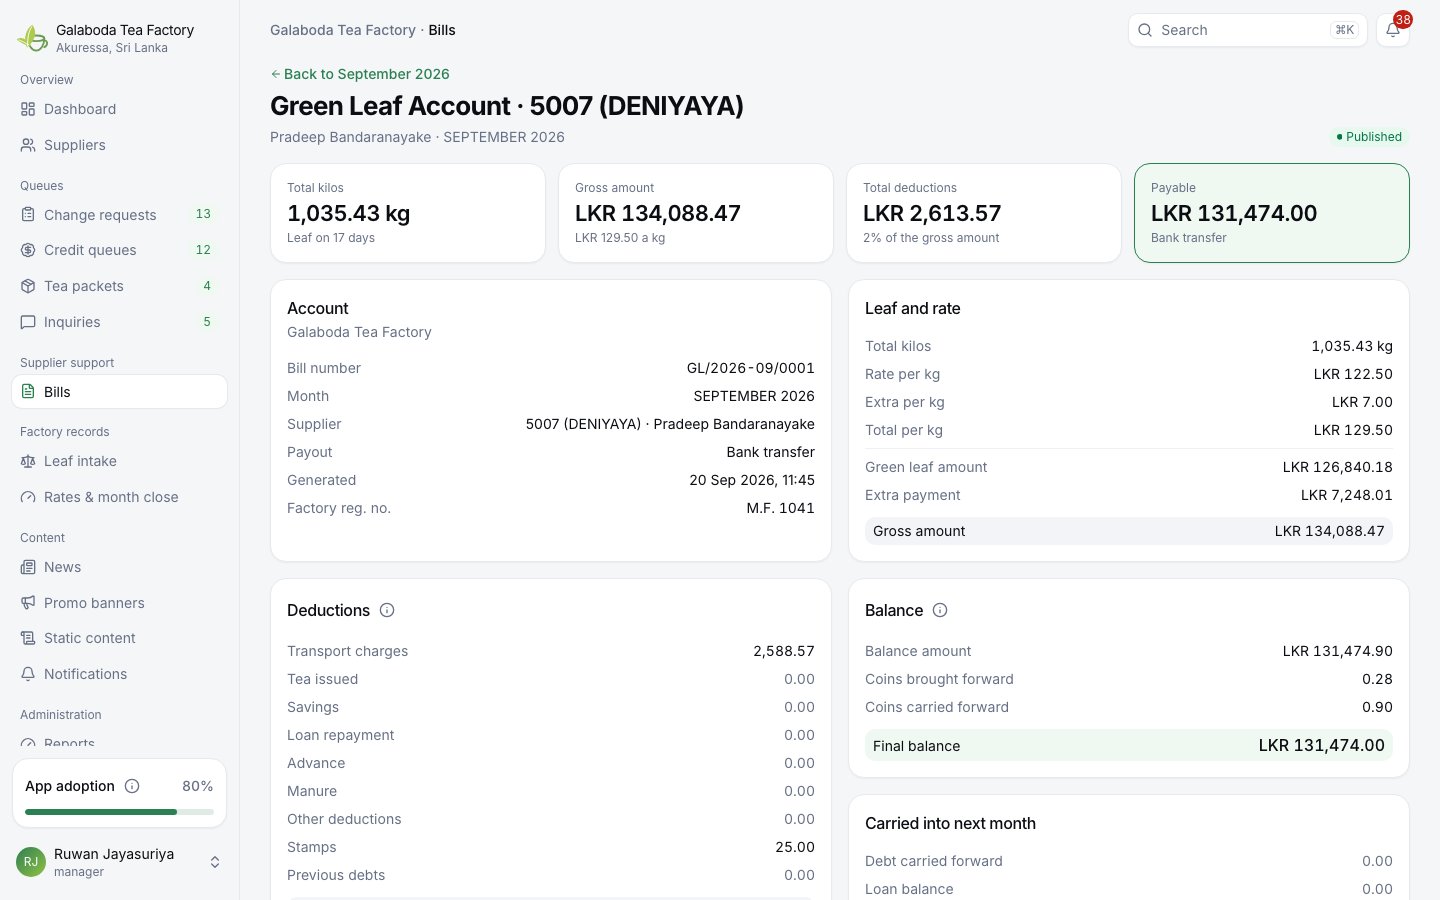 Galaboda Tea Factory
Akuressa, Sri Lanka
Overview
Dashboard
Suppliers
Queues
Change requests 13
Credit queues 12
Tea packets 4
Inquiries 5
Supplier support
Bills
Factory records
Leaf intake
Rates & month close
Content
News
Promo banners
Static content
Notifications
Administration
Reports
App adoption 80%
RJ
Ruwan Jayasuriya
manager
Galaboda Tea Factory · Bills
Search ⌘K
38
← Back to September 2026
Green Leaf Account · 5007 (DENIYAYA)
Pradeep Bandaranayake · SEPTEMBER 2026
Published
Total kilos
1,035.43 kg
Leaf on 17 days
Gross amount
LKR 134,088.47
LKR 129.50 a kg
Total deductions
LKR 2,613.57
2% of the gross amount
Payable
LKR 131,474.00
Bank transfer
Account
Galaboda Tea Factory
Bill number GL/2026-09/0001
Month SEPTEMBER 2026
Supplier 5007 (DENIYAYA) · Pradeep Bandaranayake
Payout Bank transfer
Generated 20 Sep 2026, 11:45
Factory reg. no. M.F. 1041
Leaf and rate
Total kilos 1,035.43 kg
Rate per kg LKR 122.50
Extra per kg LKR 7.00
Total per kg LKR 129.50
Green leaf amount LKR 126,840.18
Extra payment LKR 7,248.01
Gross amount LKR 134,088.47
Deductions
Transport charges 2,588.57
Tea issued 0.00
Savings 0.00
Loan repayment 0.00
Advance 0.00
Manure 0.00
Other deductions 0.00
Stamps 25.00
Previous debts 0.00
Balance
Balance amount LKR 131,474.90
Coins brought forward 0.28
Coins carried forward 0.90
Final balance LKR 131,474.00
Carried into next month
Debt carried forward 0.00
Loan balance 0.00